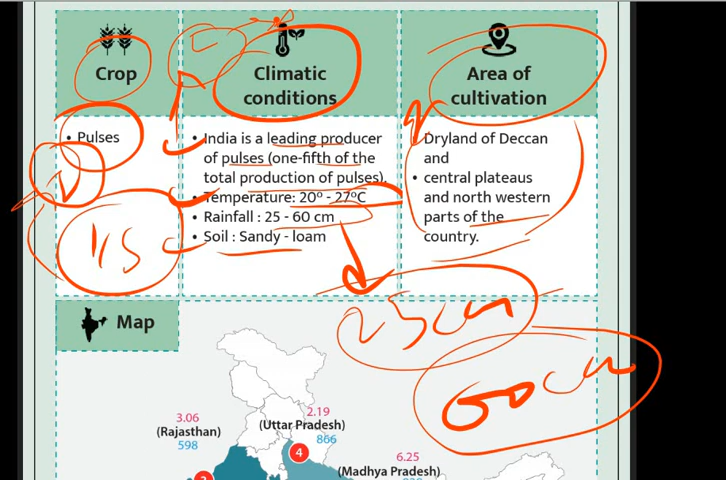 Crop
Climatic
conditions
Area of
cultivation
• Pulses
• India is a leading producer
of pulses (one-fifth of the
total production of pulses).
• Temperature: 20° - 27°C
• Rainfall : 25 - 60 cm
• Soil : Sandy - loam
Dryland of Deccan
and
• central plateaus
and north western
parts of the
country.
1/5
25cm
60cm
Map
3.06
(Rajasthan)
598
2.19
(Uttar Pradesh)
866
4
6.25
(Madhya Pradesh)